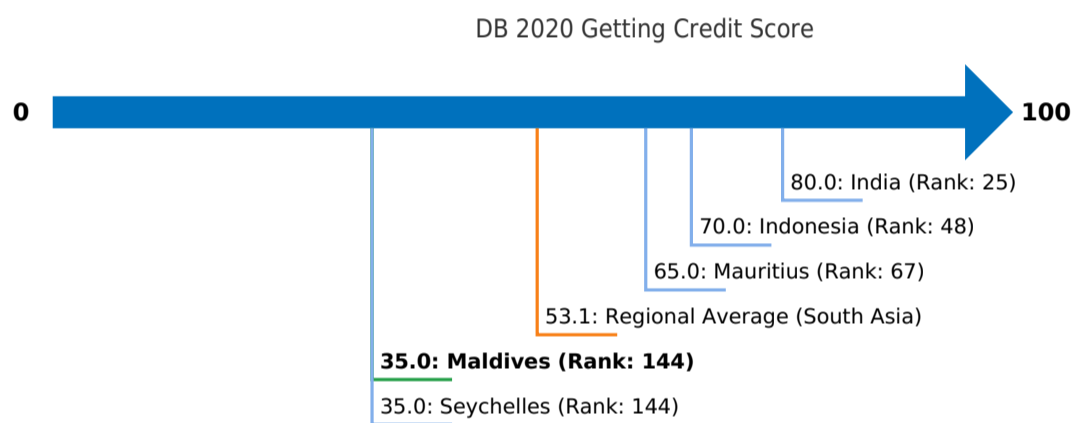 DB 2020 Getting Credit Score
0
100
80.0: India (Rank: 25)
70.0: Indonesia (Rank: 48)
65.0: Mauritius (Rank: 67)
53.1: Regional Average (South Asia)
35.0: Maldives (Rank: 144)
35.0: Seychelles (Rank: 144)